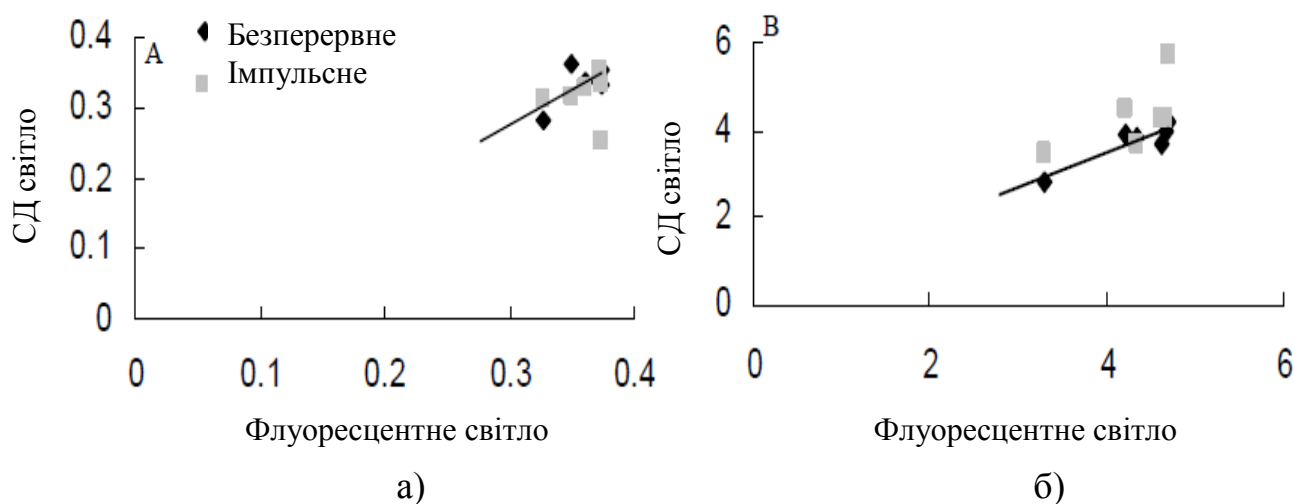 A
Безперервне
Імпульсне
0.4
0.3
0.2
0.1
0
СД світло
0 0.1 0.2 0.3 0.4
Флуоресцентне світло
а)
B
6
4
2
0
СД світло
0 2 4 6
Флуоресцентне світло
б)